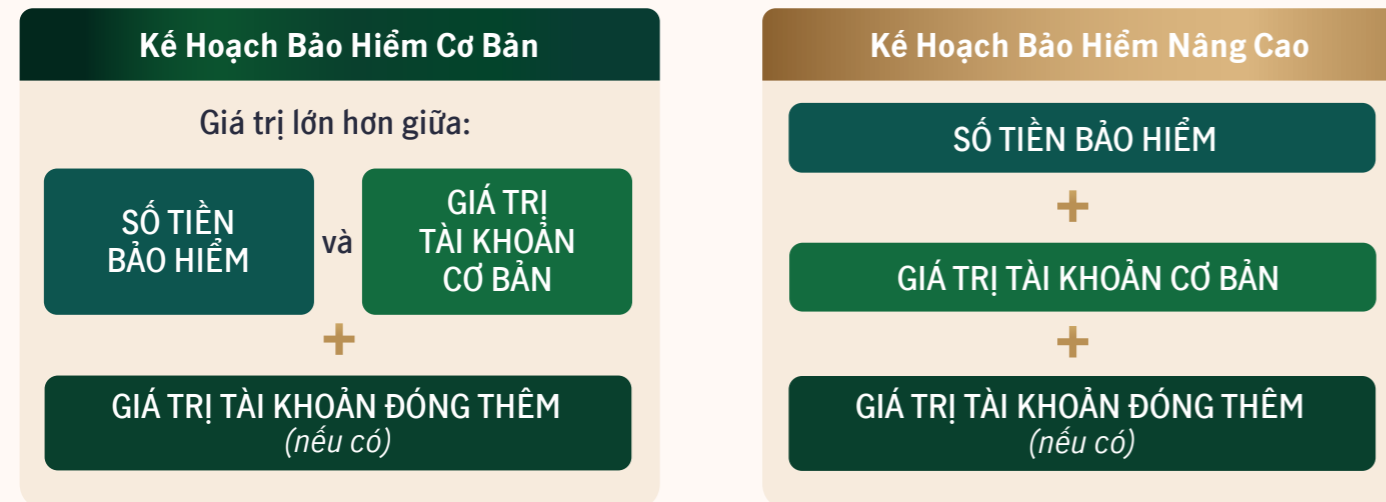 Kế Hoạch Bảo Hiểm Cơ Bản
Giá trị lớn hơn giữa:
SỐ TIỀN
BẢO HIỂM
và
GIÁ TRỊ
TÀI KHOẢN
CƠ BẢN
+
GIÁ TRỊ TÀI KHOẢN ĐÓNG THÊM
(nếu có)
Kế Hoạch Bảo Hiểm Nâng Cao
SỐ TIỀN BẢO HIỂM
+
GIÁ TRỊ TÀI KHOẢN CƠ BẢN
+
GIÁ TRỊ TÀI KHOẢN ĐÓNG THÊM
(nếu có)